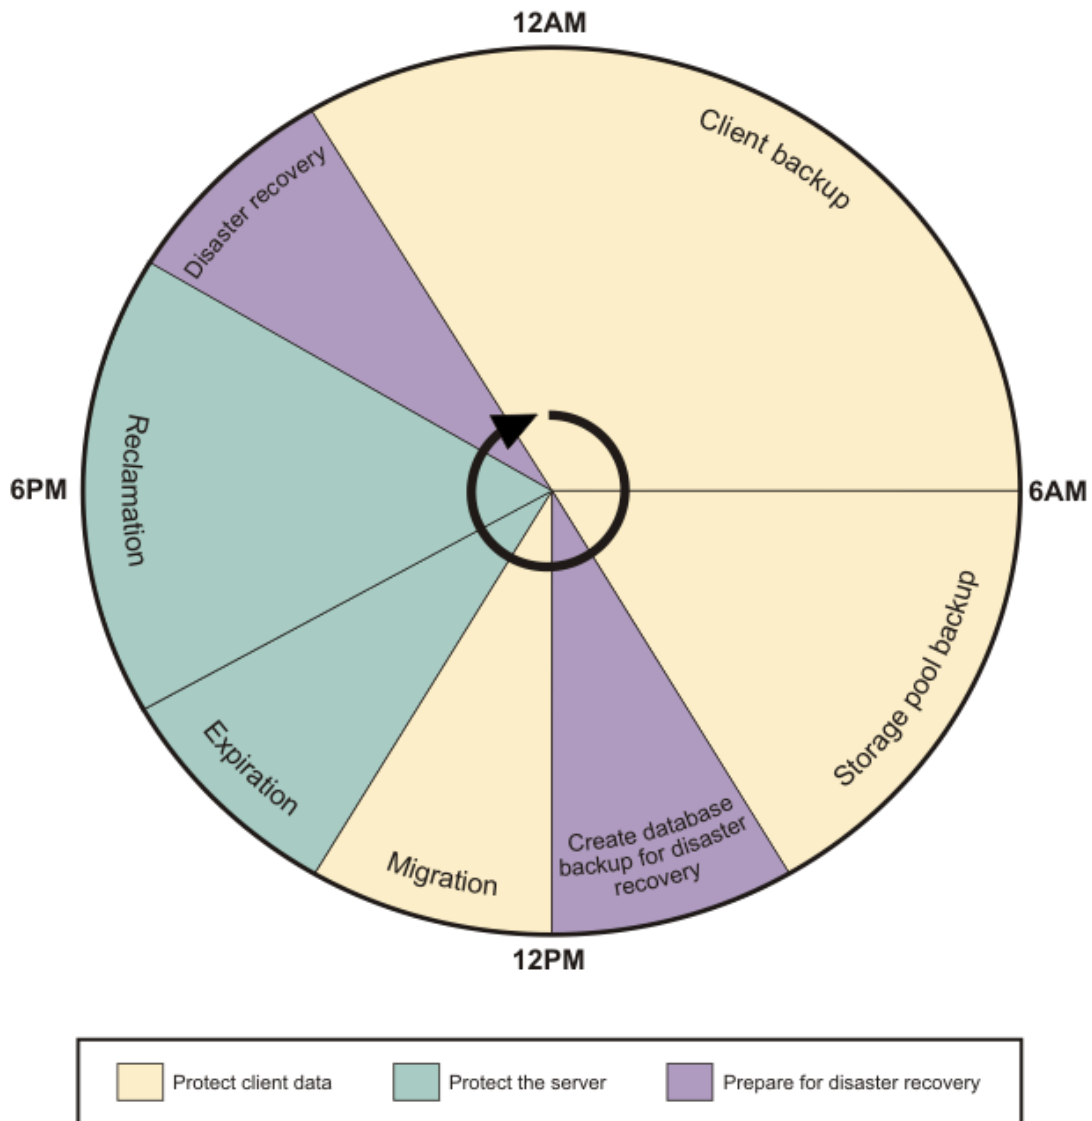 12AM
Client backup
Disaster recovery
Reclamation
6PM
6AM
Storage pool backup
Expiration
Create database
backup for disaster
recovery
Migration
12PM
Protect client data
Protect the server
Prepare for disaster recovery